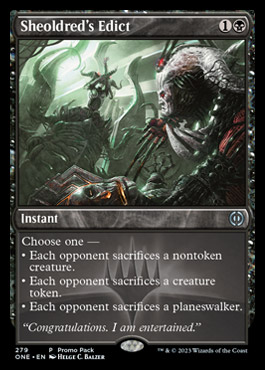 Sheoldred's Edict 1
Instant
Choose one —
• Each opponent sacrifices a nontoken
creature.
• Each opponent sacrifices a creature
token.
• Each opponent sacrifices a planeswalker.
"Congratulations. I am entertained."
279 P Promo Pack
ONE • EN HELGE C. BALZER
™ & © 2023 Wizards of the Coast